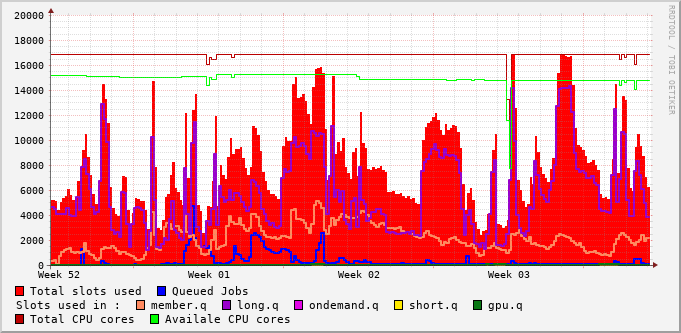 20000
18000
16000
14000
12000
10000
8000
6000
4000
2000
0
Week 52 Week 01 Week 02 Week 03
RRDTOOL / TOBI OETIKER
Total slots used Queued Jobs
Slots used in : member.q long.q ondemand.q short.q gpu.q
Total CPU cores Availale CPU cores